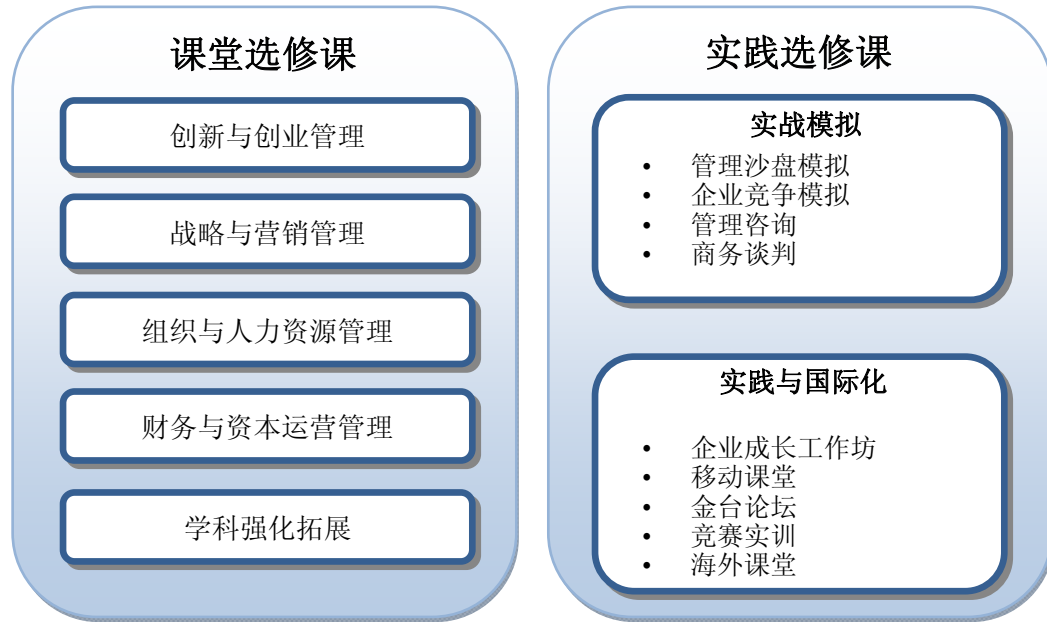 课堂选修课
创新与创业管理
战略与营销管理
组织与人力资源管理
财务与资本运营管理
学科强化拓展
实践选修课
实战模拟
• 管理沙盘模拟
• 企业竞争模拟
• 管理咨询
• 商务谈判
实践与国际化
• 企业成长工作坊
• 移动课堂
• 金台论坛
• 竞赛实训
• 海外课堂